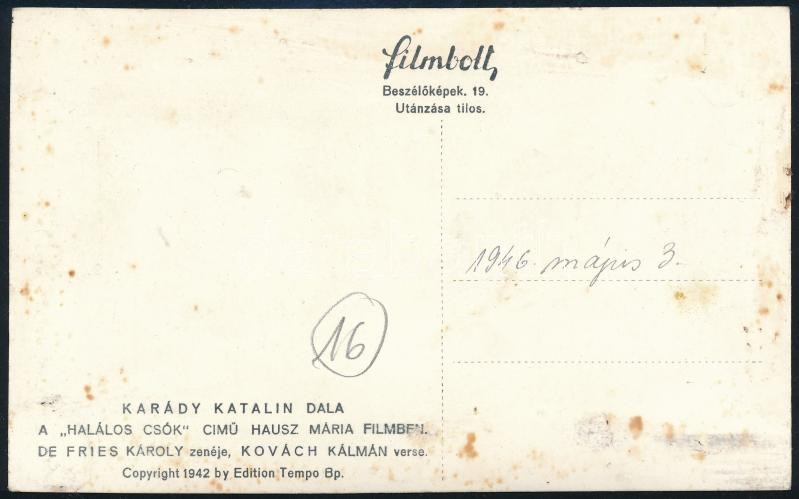 filmbolt,
Beszélőképek. 19.
Utánzása tilos.
1946. május 3.
16
KARÁDY KATALIN DALA
A „HALÁLOS CSÓK" CIMŰ HAUSZ MÁRIA FILMBEN.
DE FRIES KÁROLY zenéje, KOVÁCH KÁLMÁN verse.
Copyright 1942 by Edition Tempo Bp.